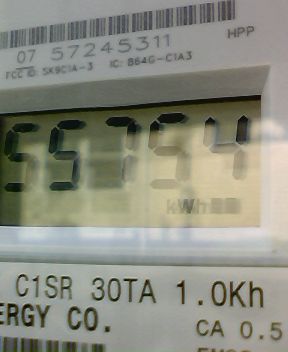 07 57245311
HPP
FCC ID: SK9C1A-3 IC: 864G-C1A3
55754
kWh
C1SR 30TA 1.0Kh
ERGY CO.
CA 0.5